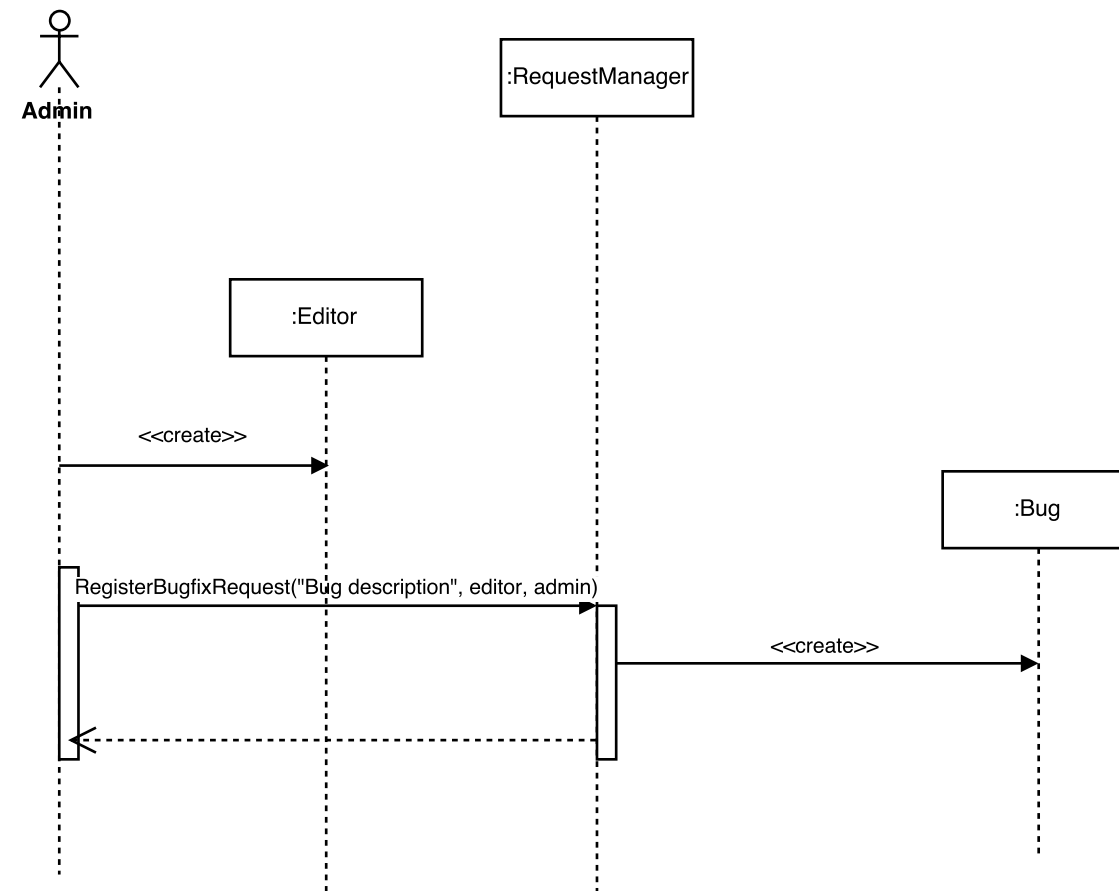 Admin
:RequestManager
:Editor
<<create>>
:Bug
RegisterBugfixRequest("Bug description", editor, admin)
<<create>>